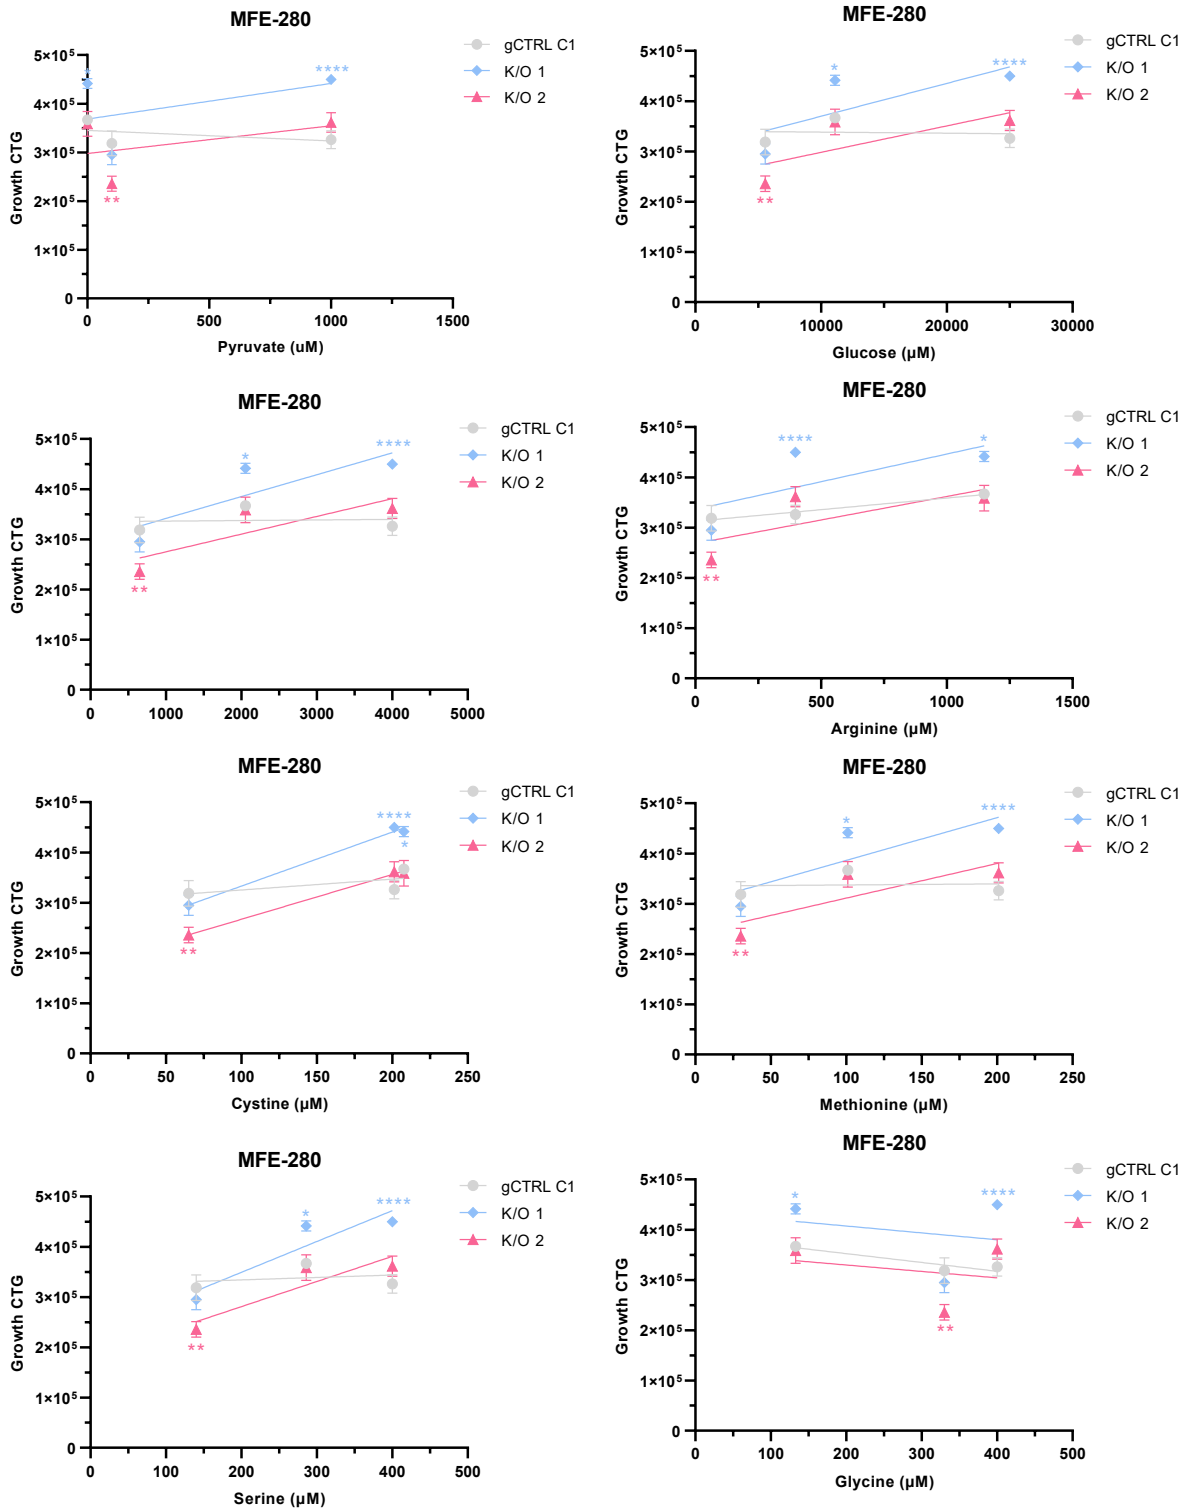 MFE-280
gCTRL C1
K/O 1
K/O 2
Growth CTG
5×10⁵
4×10⁵
3×10⁵
2×10⁵
1×10⁵
0
*
****
**
0 500 1000 1500
Pyruvate (uM)
MFE-280
gCTRL C1
K/O 1
K/O 2
Growth CTG
5×10⁵
4×10⁵
3×10⁵
2×10⁵
1×10⁵
0
*
****
**
0 10000 20000 30000
Glucose (µM)
MFE-280
gCTRL C1
K/O 1
K/O 2
Growth CTG
5×10⁵
4×10⁵
3×10⁵
2×10⁵
1×10⁵
0
*
****
**
0 1000 2000 3000 4000 5000
MFE-280
gCTRL C1
K/O 1
K/O 2
Growth CTG
5×10⁵
4×10⁵
3×10⁵
2×10⁵
1×10⁵
0
****
*
**
0 500 1000 1500
Arginine (µM)
MFE-280
gCTRL C1
K/O 1
K/O 2
Growth CTG
5×10⁵
4×10⁵
3×10⁵
2×10⁵
1×10⁵
0
****
*
**
0 50 100 150 200 250
Cystine (µM)
MFE-280
gCTRL C1
K/O 1
K/O 2
Growth CTG
5×10⁵
4×10⁵
3×10⁵
2×10⁵
1×10⁵
0
*
****
**
0 50 100 150 200 250
Methionine (µM)
MFE-280
gCTRL C1
K/O 1
K/O 2
Growth CTG
5×10⁵
4×10⁵
3×10⁵
2×10⁵
1×10⁵
0
*
****
**
0 100 200 300 400 500
Serine (µM)
MFE-280
gCTRL C1
K/O 1
K/O 2
Growth CTG
5×10⁵
4×10⁵
3×10⁵
2×10⁵
1×10⁵
0
*
****
**
0 100 200 300 400 500
Glycine (µM)